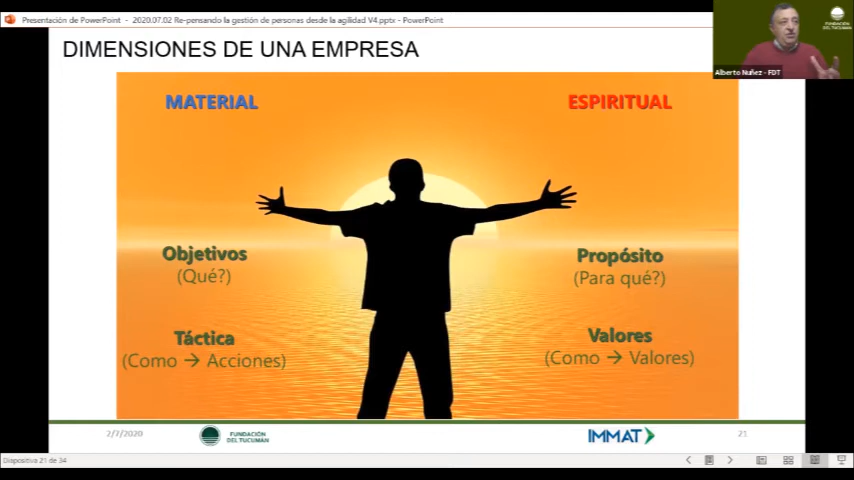 Presentación de PowerPoint - 2020.07.02 Re-pensando la gestión de personas desde la agilidad V4.pptx - PowerPoint
FUNDACIÓN
DEL TUCUMÁN
Alberto Nuñez - FDT
DIMENSIONES DE UNA EMPRESA
MATERIAL
ESPIRITUAL
Objetivos
(Qué?)
Propósito
(Para qué?)
Táctica
(Como → Acciones)
Valores
(Como → Valores)
2/7/2020
FUNDACIÓN
DEL TUCUMÁN
IMMAT
21
Diapositiva 21 de 34